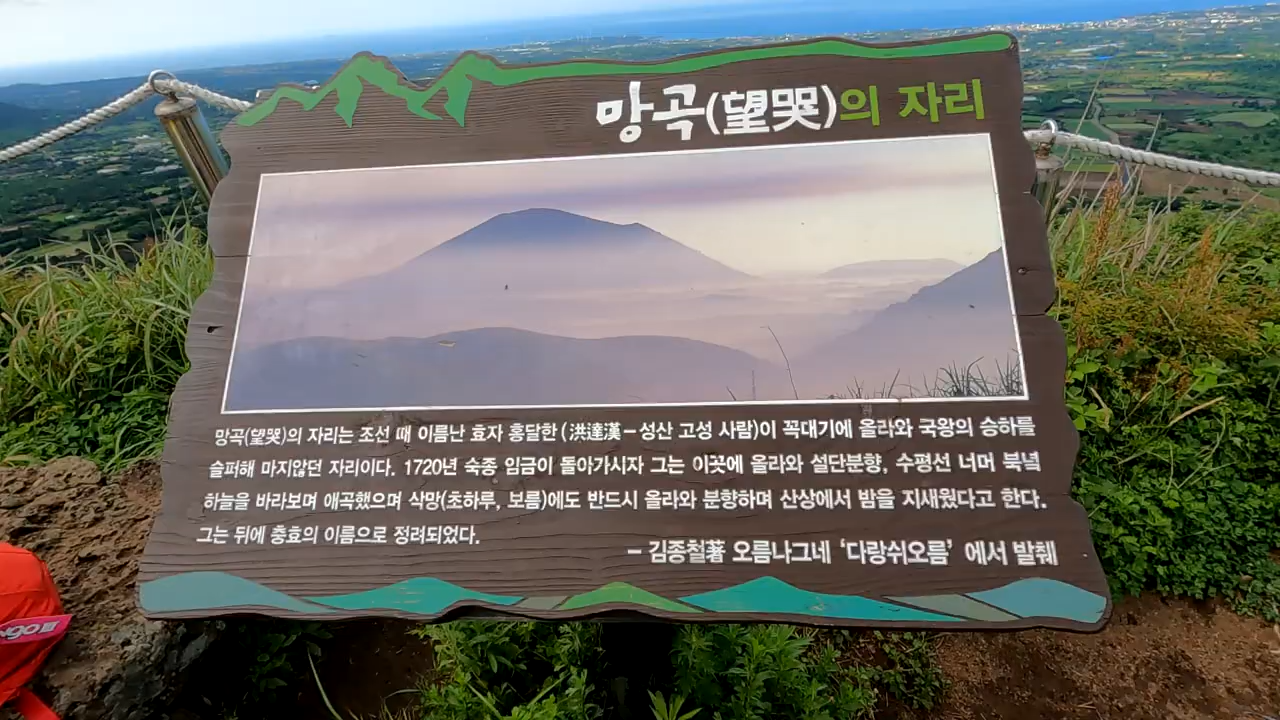 망곡(望哭)의 자리
망곡(望哭)의 자리는 조선 때 이름난 효자 홍달한(洪達漢-성산 고성 사람)이 꼭대기에 올라와 국왕의 승하를
슬퍼해 마지않던 자리이다. 1720년 숙종 임금이 돌아가시자 그는 이곳에 올라와 설단분향, 수평선 너머 북녘
하늘을 바라보며 애곡했으며 삭망(초하루, 보름)에도 반드시 올라와 분향하며 산상에서 밤을 지새웠다고 한다.
그는 뒤에 충효의 이름으로 정려되었다.
- 김종철著 오름나그네 '다랑쉬오름' 에서 발췌